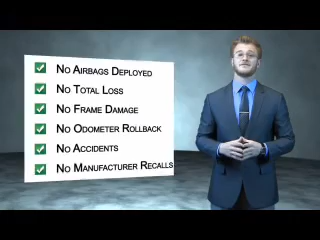 No Airbags Deployed
No Total Loss
No Frame Damage
No Odometer Rollback
No Accidents
No Manufacturer Recalls